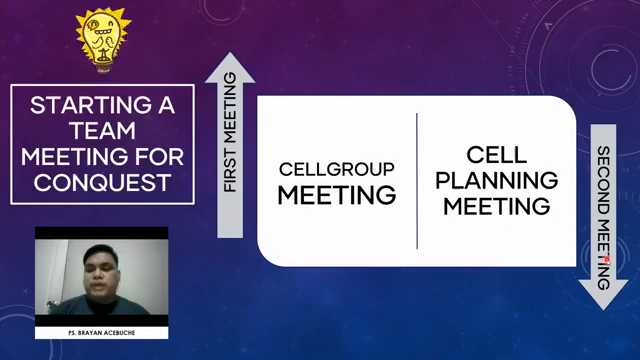 STARTING A
TEAM
MEETING FOR
CONQUEST
FIRST MEETING
CELLGROUP
MEETING
CELL
PLANNING
MEETING
SECOND MEETING
PS. BRAYAN ACEBUCHE